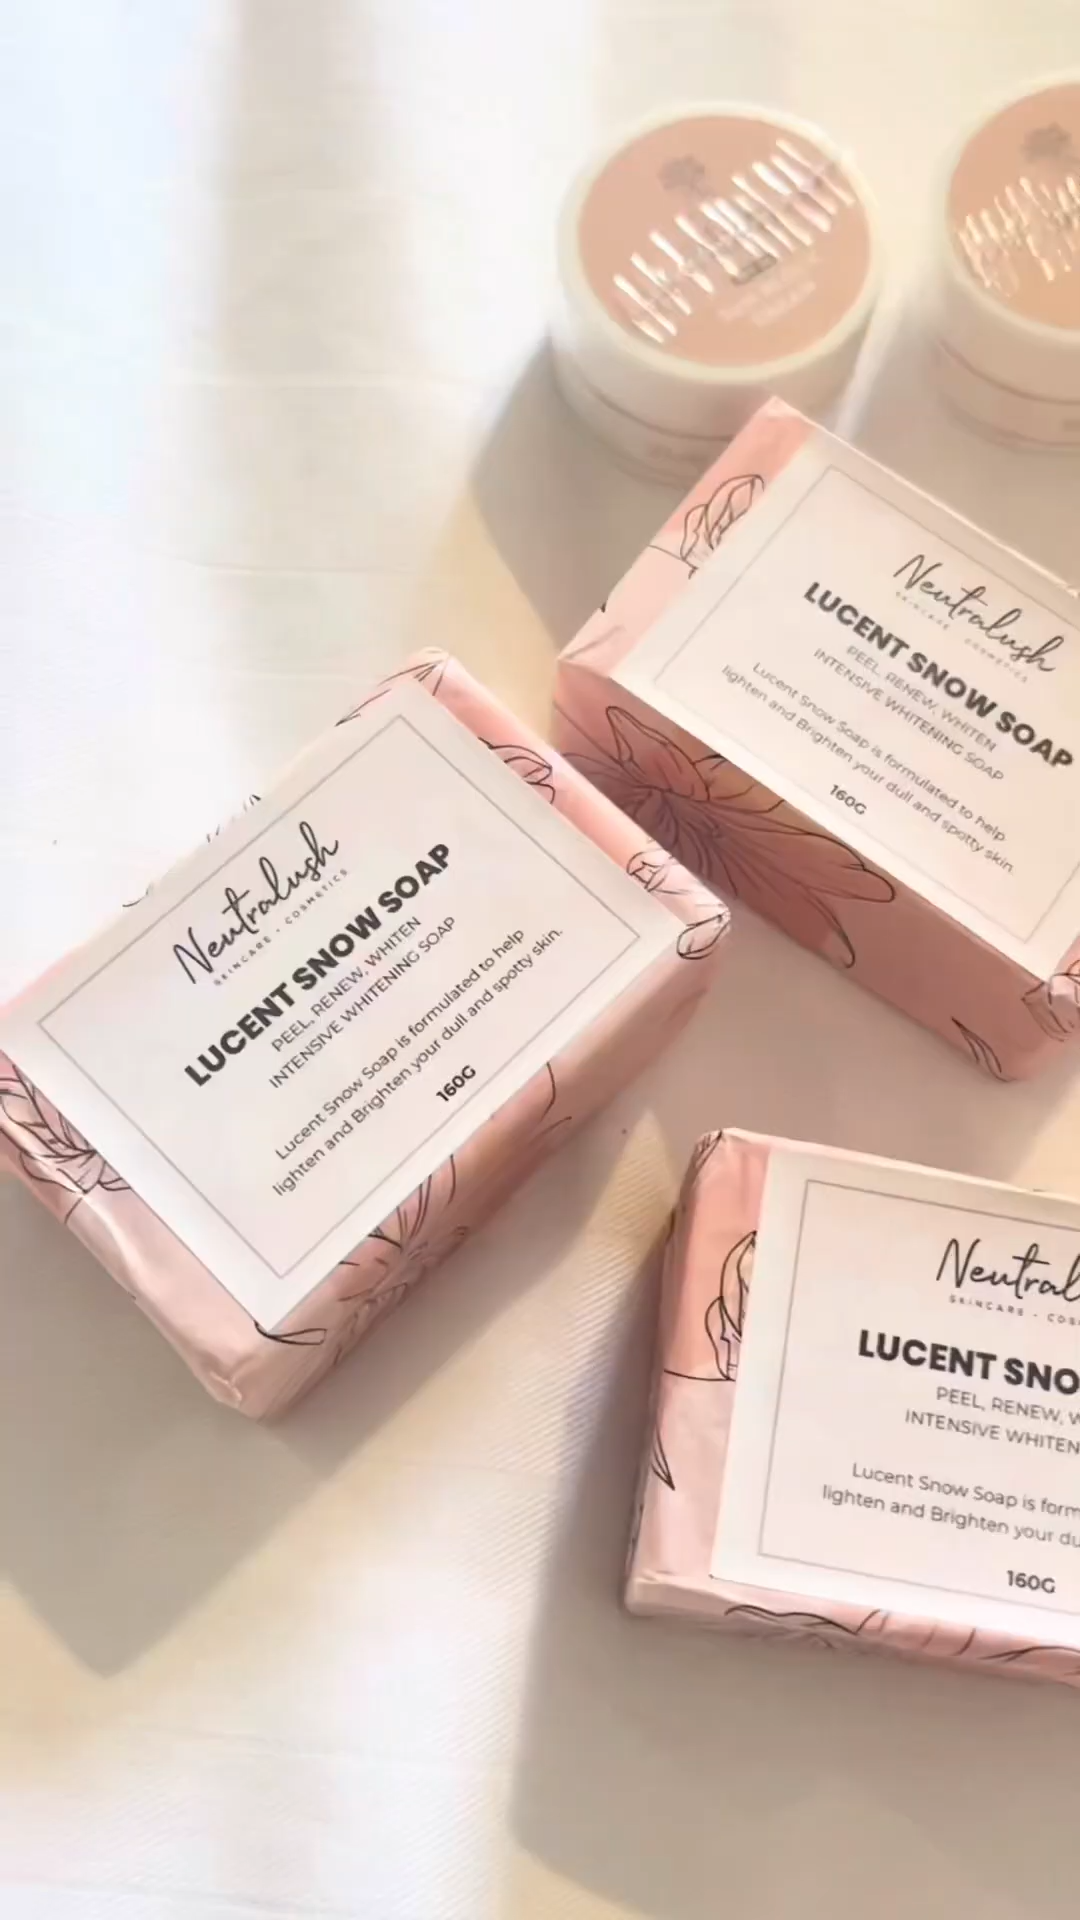 Neutralush
SKINCARE • COSMETICS
LUCENT SNOW SOAP
PEEL, RENEW, WHITEN
INTENSIVE WHITENING SOAP
Lucent Snow Soap is formulated to help
lighten and Brighten your dull and spotty skin.
160G
Neutralush
SKINCARE • COSMETICS
LUCENT SNOW SOAP
PEEL, RENEW, WHITEN
INTENSIVE WHITENING SOAP
Lucent Snow Soap is formulated to help
lighten and Brighten your dull and spotty skin.
160G
Neutral
SKINCARE • COS
LUCENT SNO
PEEL, RENEW, W
INTENSIVE WHITEN
Lucent Snow Soap is form
lighten and Brighten your du
160G